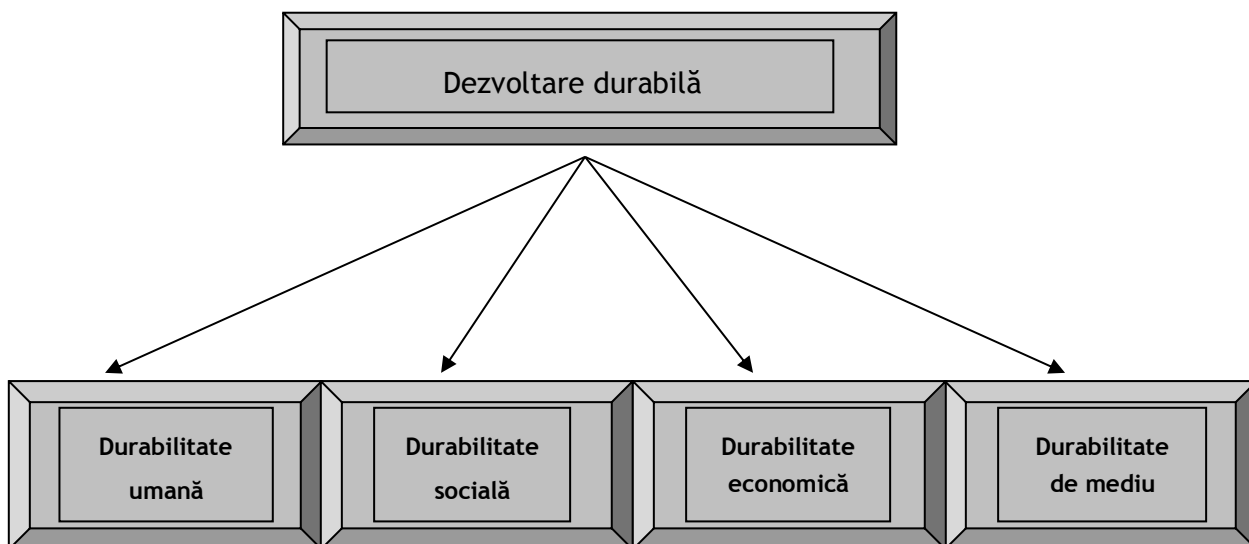 Dezvoltare durabilă
Durabilitate
umană
Durabilitate
socială
Durabilitate
economică
Durabilitate
de mediu